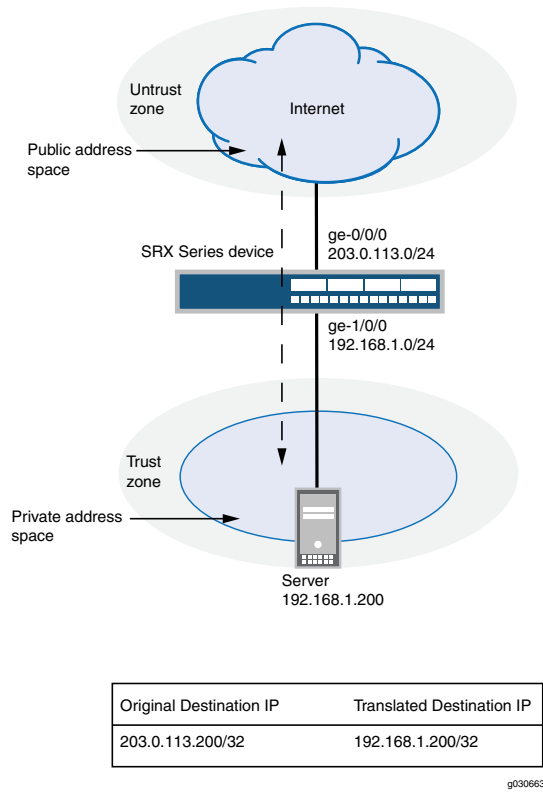 Untrust
zone
Internet
Public address
space
ge-0/0/0
203.0.113.0/24
SRX Series device
ge-1/0/0
192.168.1.0/24
Trust
zone
Private address
space
Server
192.168.1.200
Original Destination IP Translated Destination IP
203.0.113.200/32 192.168.1.200/32
g030663